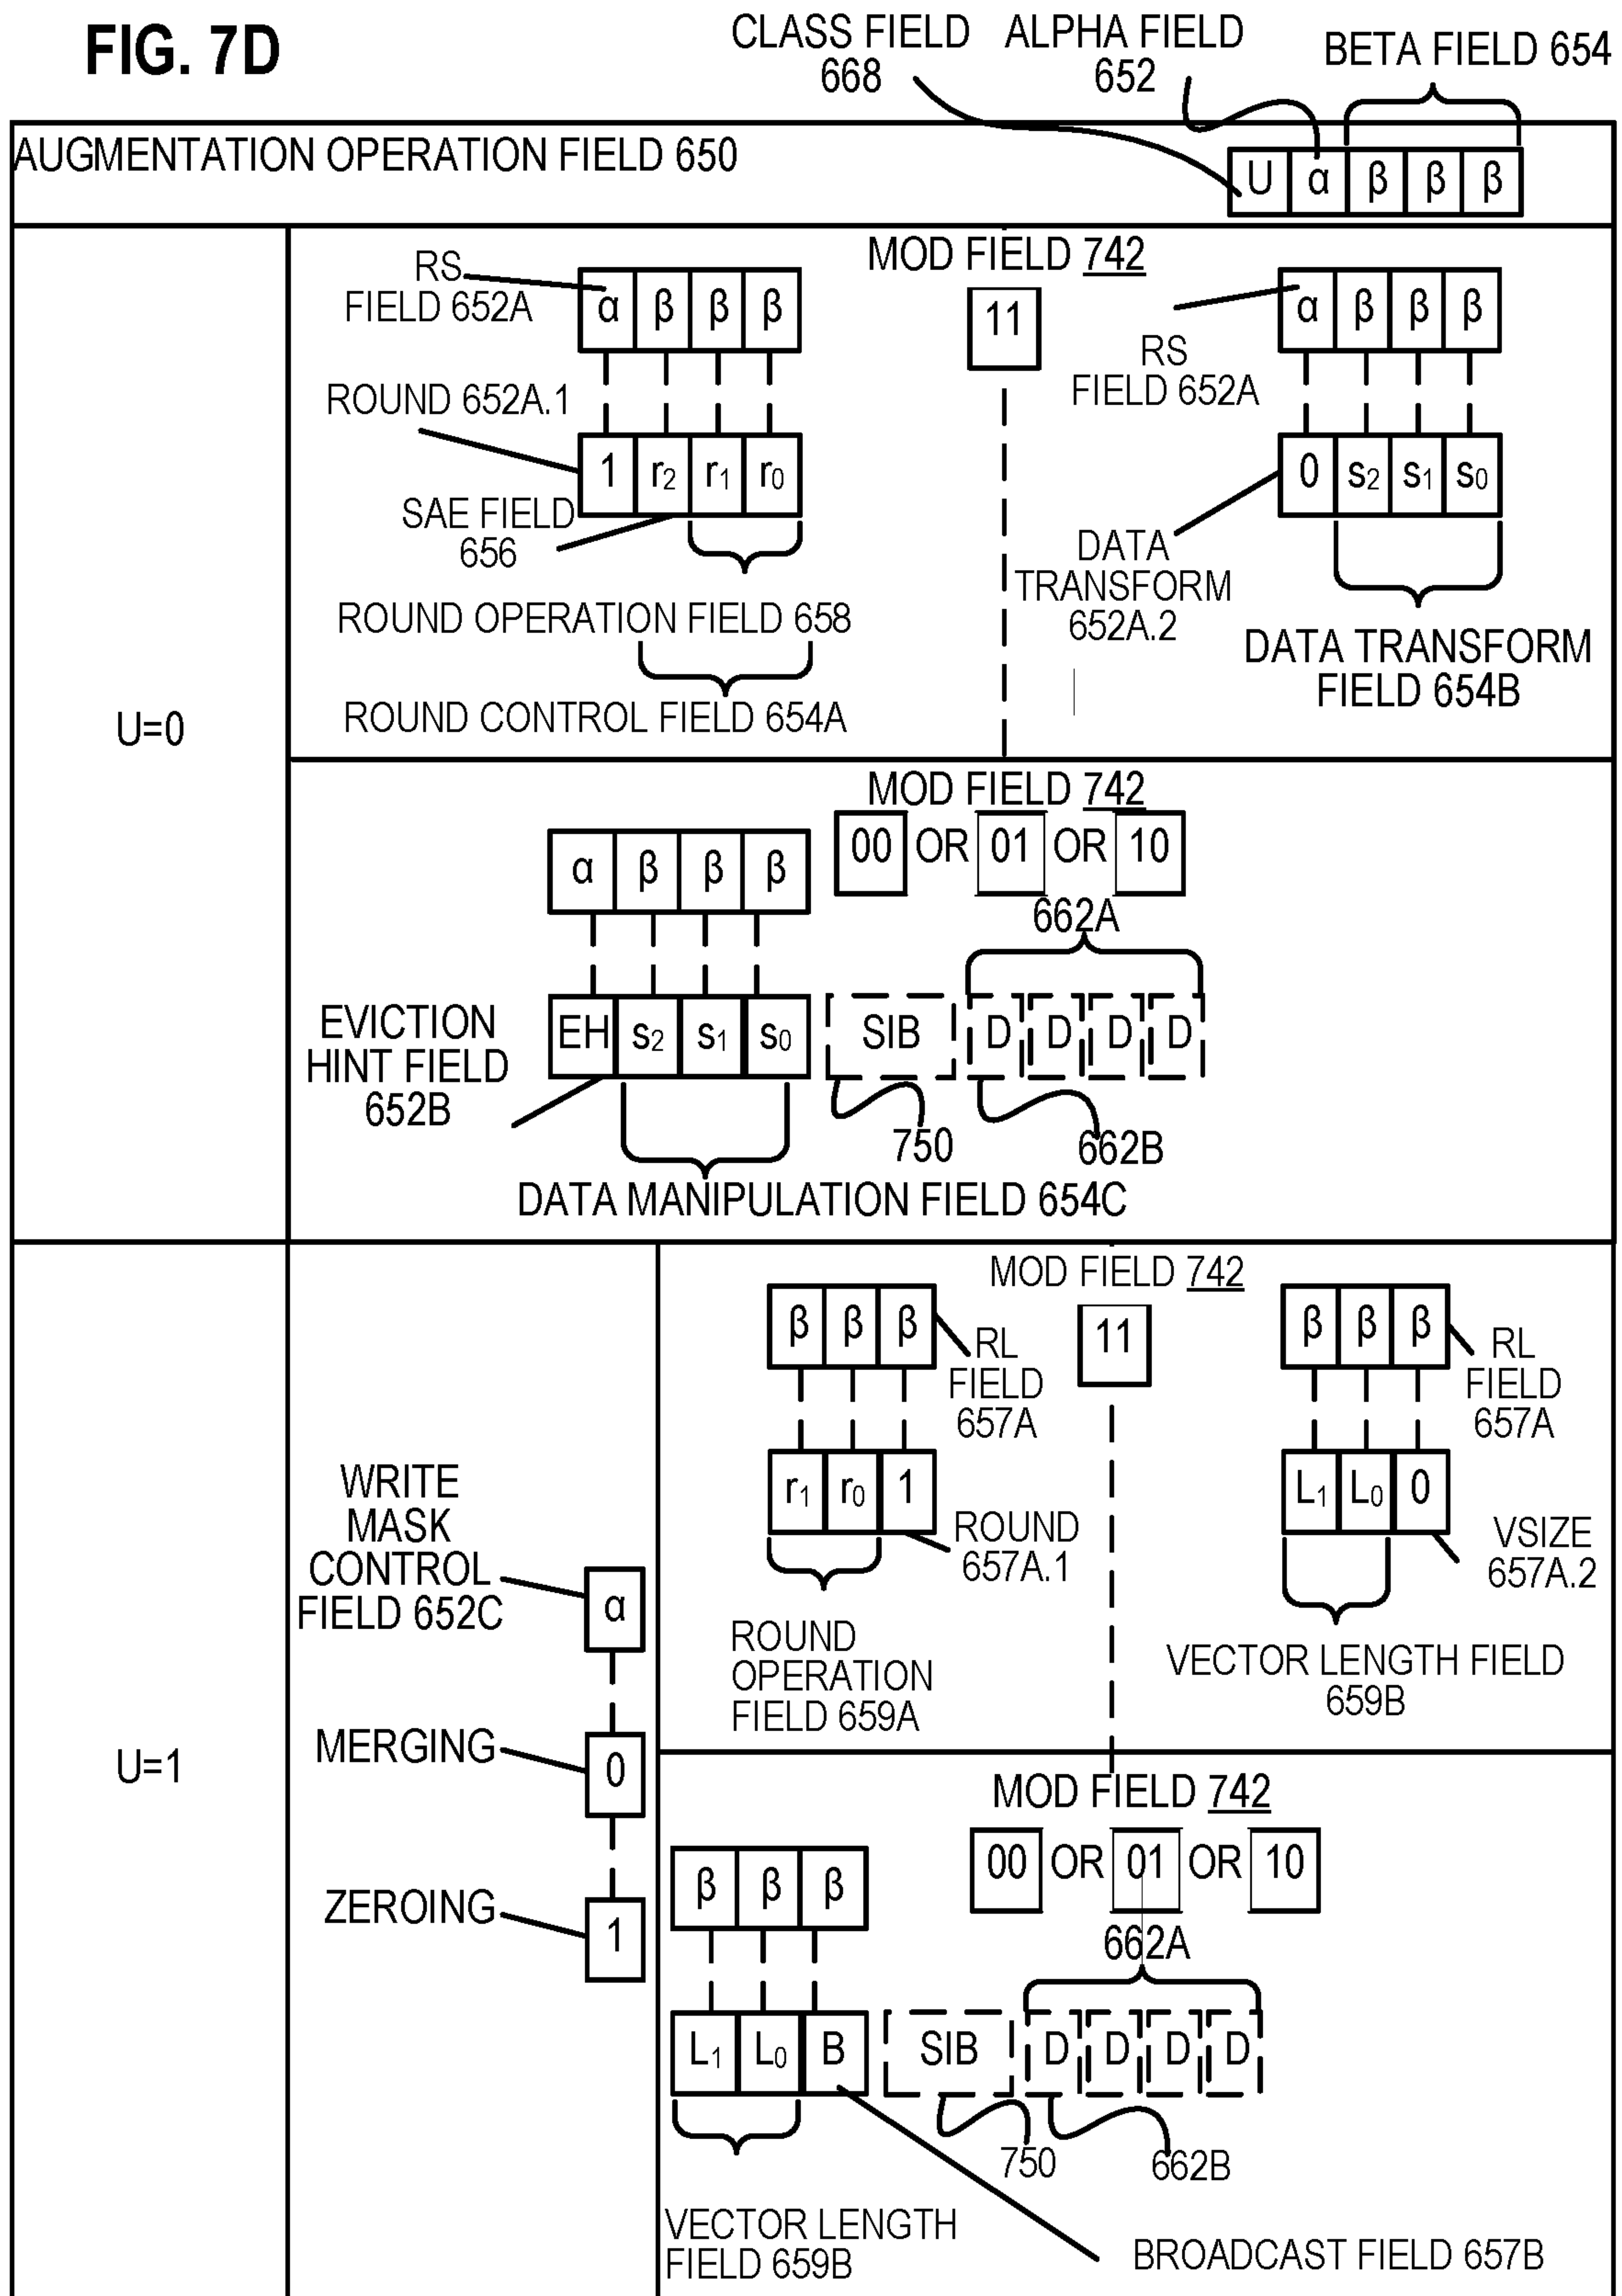 FIG. 7D
CLASS FIELD
668
ALPHA FIELD
652
BETA FIELD 654
AUGMENTATION OPERATION FIELD 650
U α β β β
U=0
MOD FIELD 742
11
RS
FIELD 652A
α β β β
ROUND 652A.1
1 r2 r1 r0
SAE FIELD
656
ROUND OPERATION FIELD 658
ROUND CONTROL FIELD 654A
α β β β
RS
FIELD 652A
0 s2 s1 s0
DATA
TRANSFORM
652A.2
DATA TRANSFORM
FIELD 654B
MOD FIELD 742
00 OR 01 OR 10
α β β β
662A
EVICTION
HINT FIELD
652B
EH s2 s1 s0 SIB D D D D
750
662B
DATA MANIPULATION FIELD 654C
U=1
WRITE
MASK
CONTROL
FIELD 652C
α
MERGING
0
ZEROING
1
MOD FIELD 742
11
β β β
RL
FIELD
657A
r1 r0 1
ROUND
657A.1
ROUND
OPERATION
FIELD 659A
β β β
RL
FIELD
657A
L1 L0 0
VSIZE
657A.2
VECTOR LENGTH FIELD
659B
MOD FIELD 742
00 OR 01 OR 10
β β β
662A
L1 L0 B SIB D D D D
750
662B
VECTOR LENGTH
FIELD 659B
BROADCAST FIELD 657B